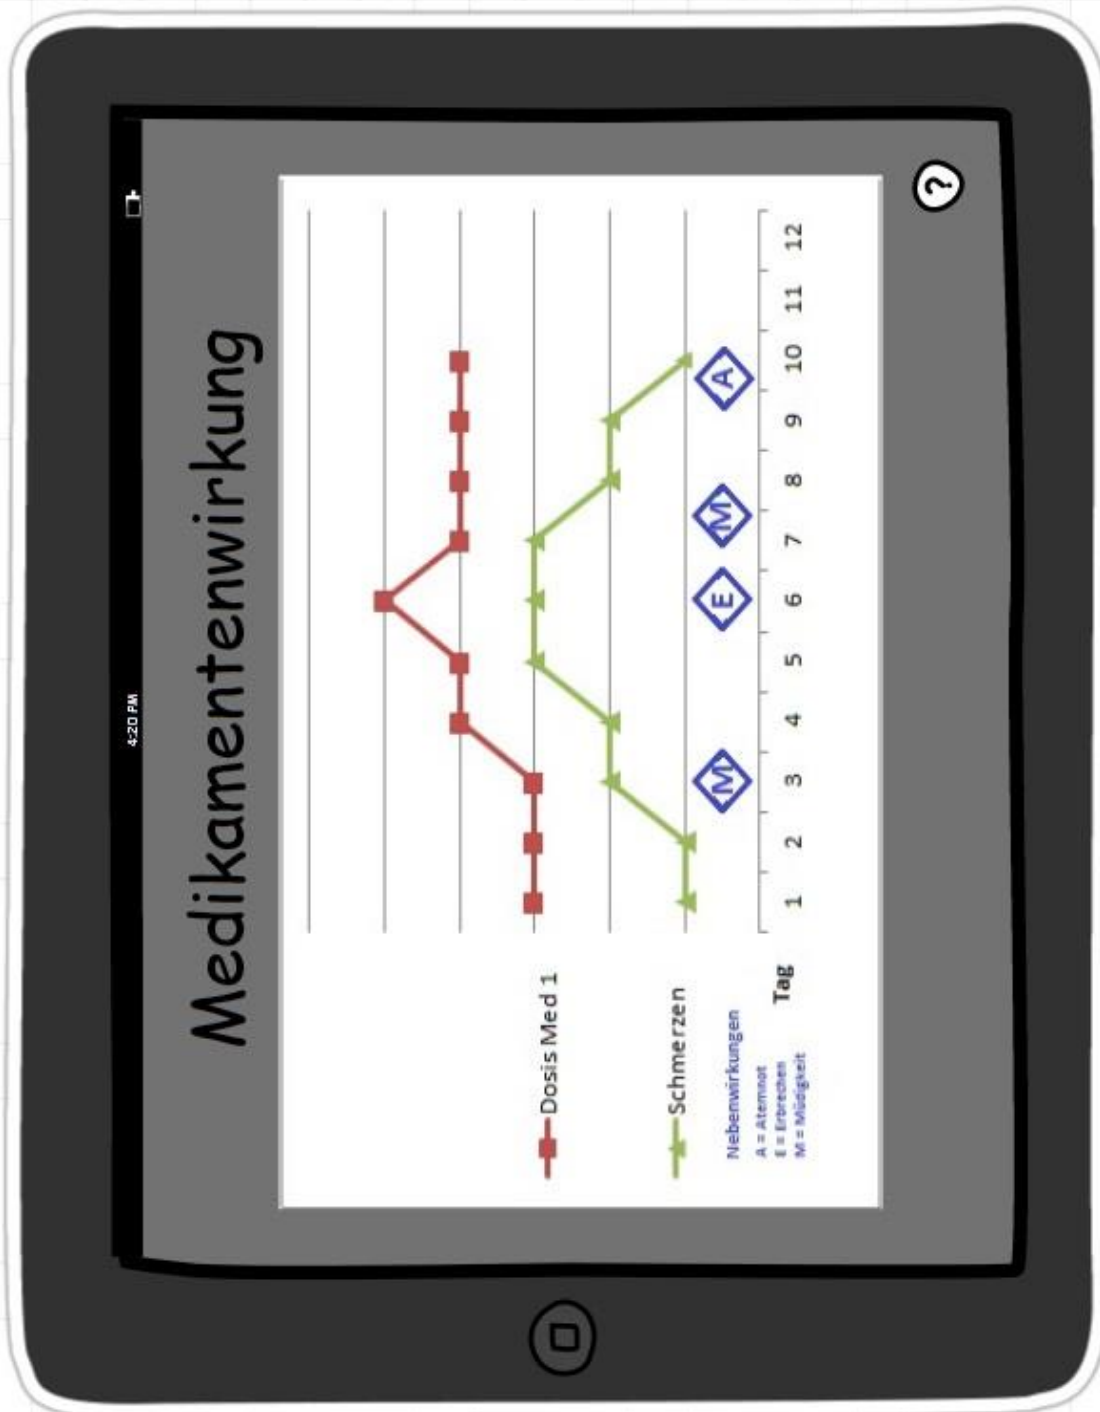 4:20 PM
Medikamentenwirkung
Dosis Med 1
Schmerzen
Nebenwirkungen
A = Atemnot
E = Erbrechen
M = Müdigkeit
M E M A
Tag 1 2 3 4 5 6 7 8 9 10 11 12
?